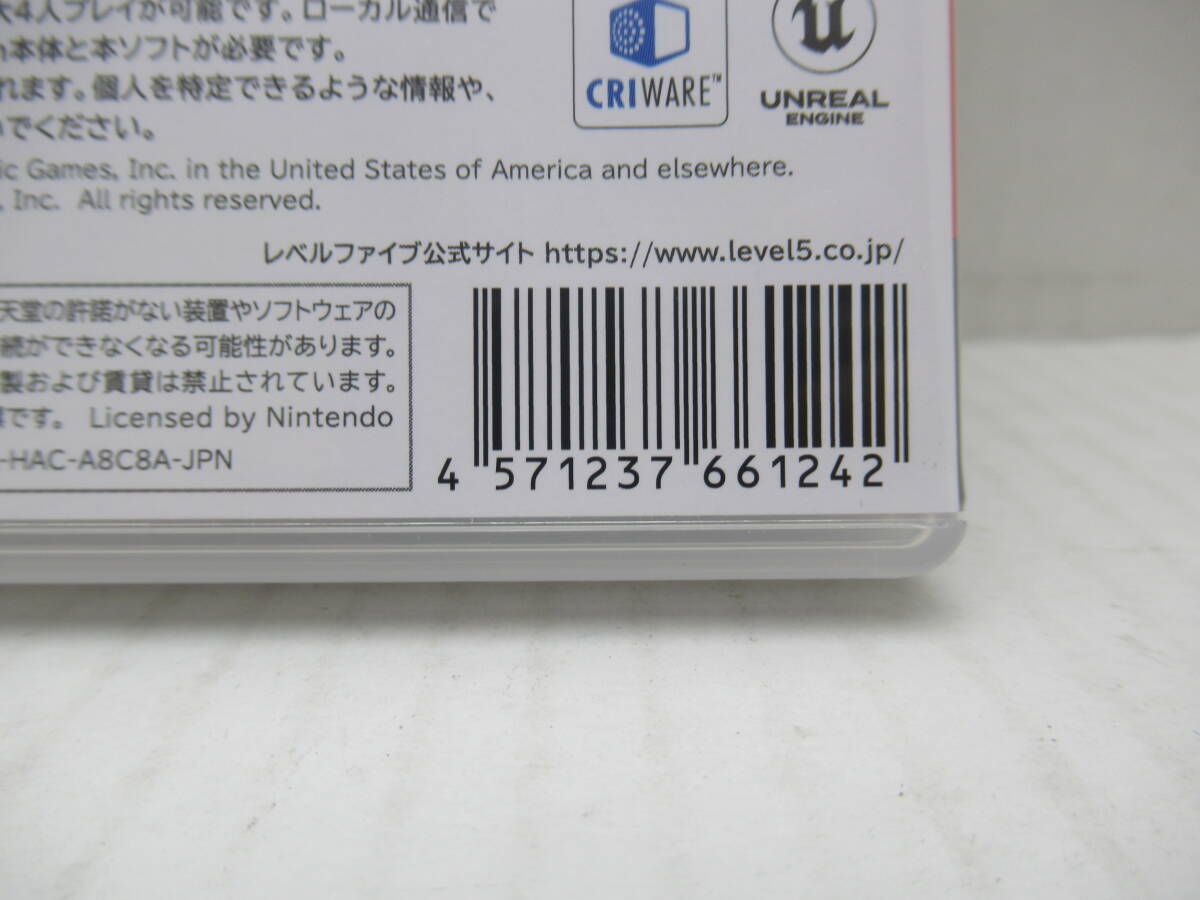 4人プレイが可能です。ローカル通信で
本体と本ソフトが必要です。
れます。個人を特定できるような情報や、
でください。
CRIWARE™
UNREAL
ENGINE
ic Games, Inc. in the United States of America and elsewhere.
, Inc. All rights reserved.
レベルファイブ公式サイト https://www.level5.co.jp/
天堂の許諾がない装置やソフトウェアの
続ができなくなる可能性があります。
製および賃貸は禁止されています。
です。 Licensed by Nintendo
-HAC-A8C8A-JPN
4 571237 661242